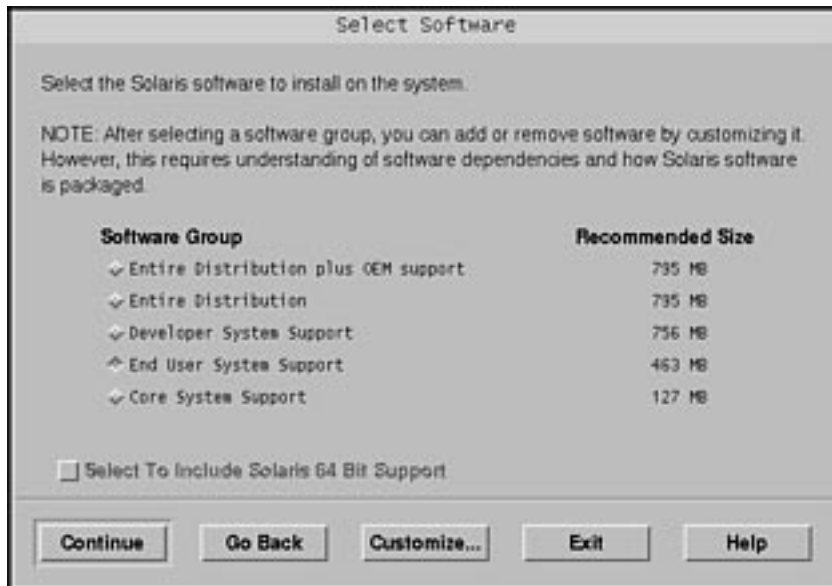 Select Software
Select the Solaris software to install on the system.
NOTE: After selecting a software group, you can add or remove software by customizing it.
However, this requires understanding of software dependencies and how Solaris software
is packaged.
Software Group Recommended Size
Entire Distribution plus OEM support 795 MB
Entire Distribution 795 MB
Developer System Support 756 MB
End User System Support 463 MB
Core System Support 127 MB
Select To Include Solaris 64 Bit Support
Continue Go Back Customize... Exit Help